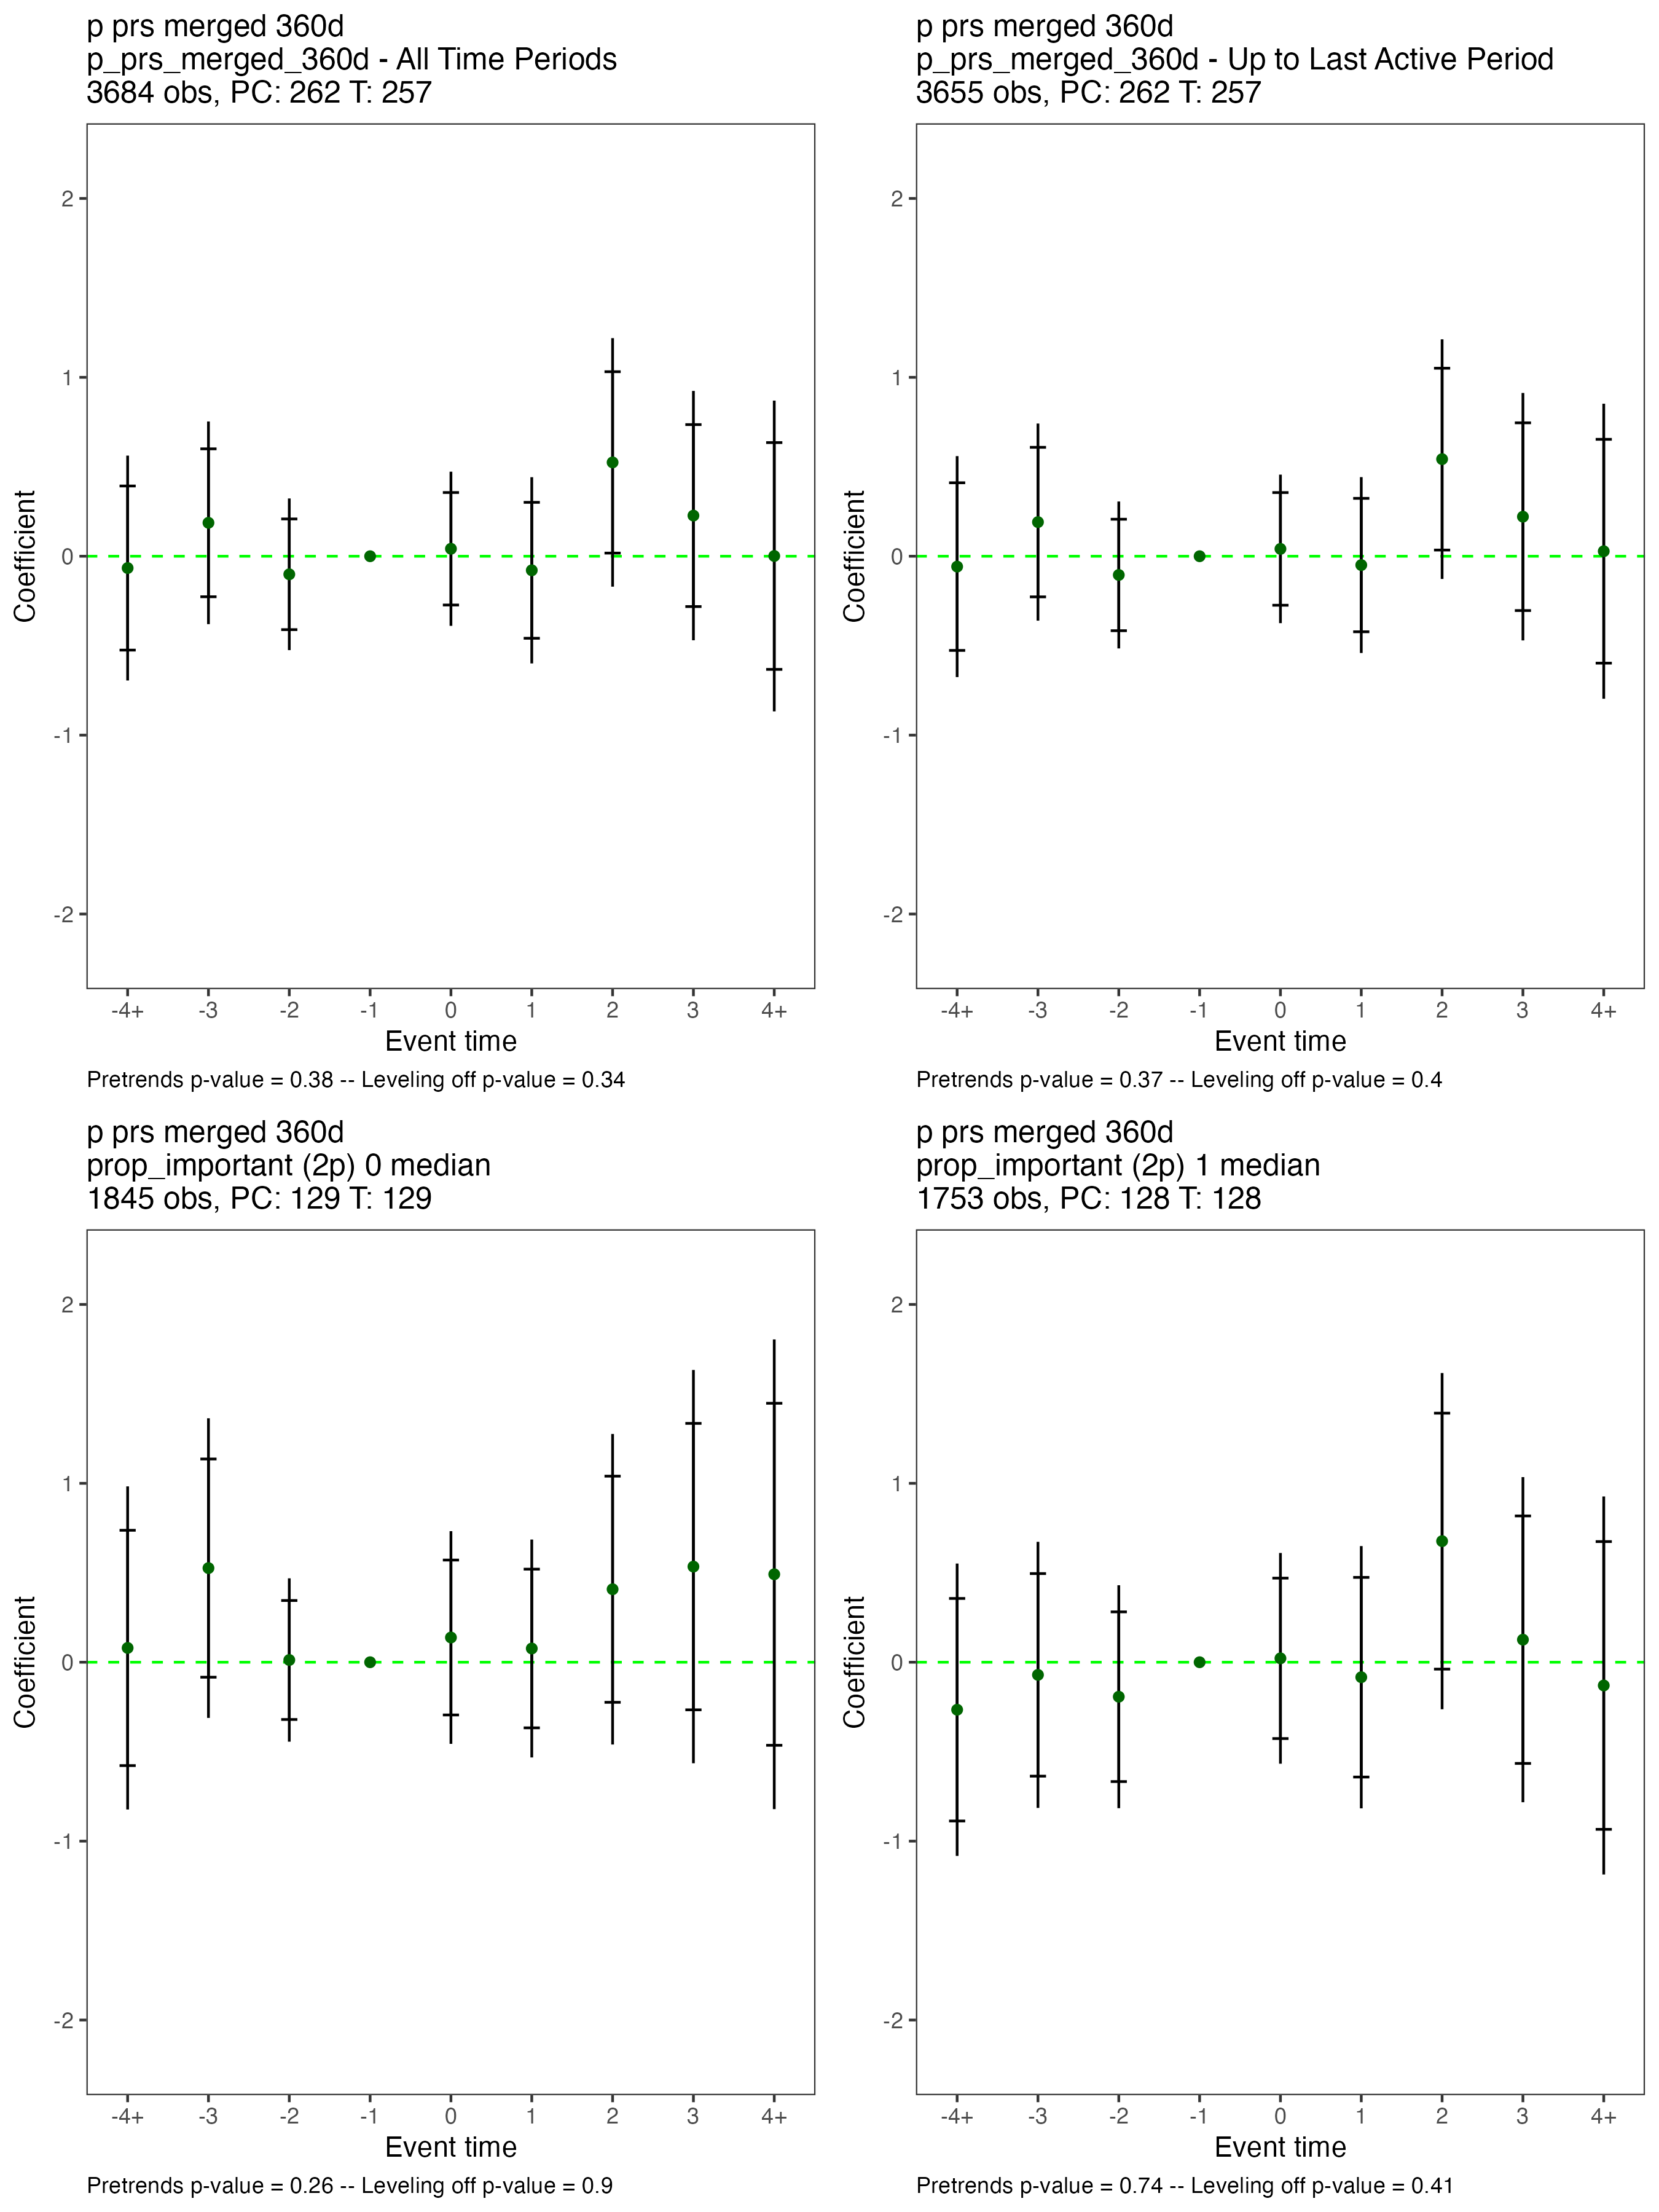 p prs merged 360d
p_prs_merged_360d - All Time Periods
3684 obs, PC: 262 T: 257
Coefficient
2
1
0
-1
-2
-4+ -3 -2 -1 0 1 2 3 4+
Event time
Pretrends p-value = 0.38 -- Leveling off p-value = 0.34
p prs merged 360d
p_prs_merged_360d - Up to Last Active Period
3655 obs, PC: 262 T: 257
Coefficient
2
1
0
-1
-2
-4+ -3 -2 -1 0 1 2 3 4+
Event time
Pretrends p-value = 0.37 -- Leveling off p-value = 0.4
p prs merged 360d
prop_important (2p) 0 median
1845 obs, PC: 129 T: 129
Coefficient
2
1
0
-1
-2
-4+ -3 -2 -1 0 1 2 3 4+
Event time
Pretrends p-value = 0.26 -- Leveling off p-value = 0.9
p prs merged 360d
prop_important (2p) 1 median
1753 obs, PC: 128 T: 128
Coefficient
2
1
0
-1
-2
-4+ -3 -2 -1 0 1 2 3 4+
Event time
Pretrends p-value = 0.74 -- Leveling off p-value = 0.41